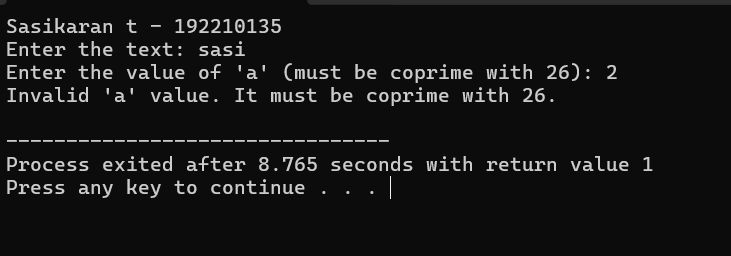 Sasikaran t - 192210135
Enter the text: sasi
Enter the value of 'a' (must be coprime with 26): 2
Invalid 'a' value. It must be coprime with 26.
--------------------------------
Process exited after 8.765 seconds with return value 1
Press any key to continue . . .